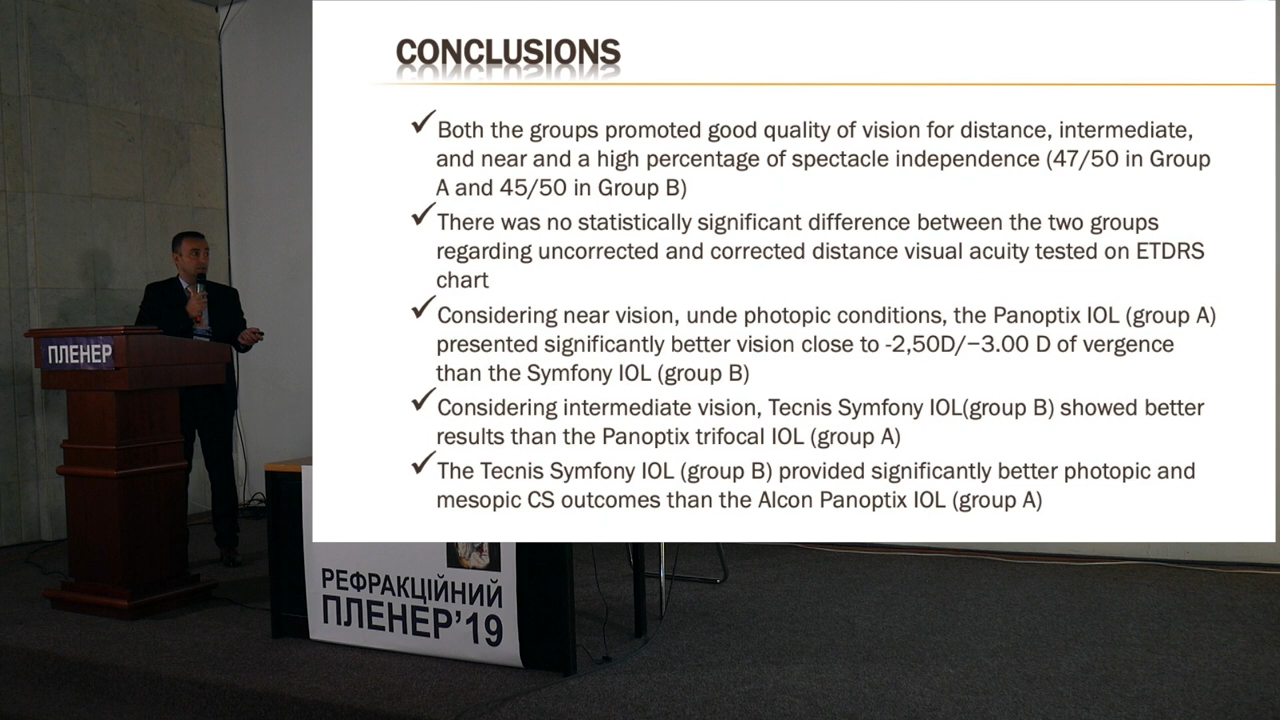 CONCLUSIONS
✓Both the groups promoted good quality of vision for distance, intermediate,
and near and a high percentage of spectacle independence (47/50 in Group
A and 45/50 in Group B)
✓There was no statistically significant difference between the two groups
regarding uncorrected and corrected distance visual acuity tested on ETDRS
chart
✓Considering near vision, unde photopic conditions, the Panoptix IOL (group A)
presented significantly better vision close to -2,50D/−3.00 D of vergence
than the Symfony IOL (group B)
✓Considering intermediate vision, Tecnis Symfony IOL(group B) showed better
results than the Panoptix trifocal IOL (group A)
✓The Tecnis Symfony IOL (group B) provided significantly better photopic and
mesopic CS outcomes than the Alcon Panoptix IOL (group A)
ПЛЕНЕР
РЕФРАКЦІЙНИЙ
ПЛЕНЕР’19